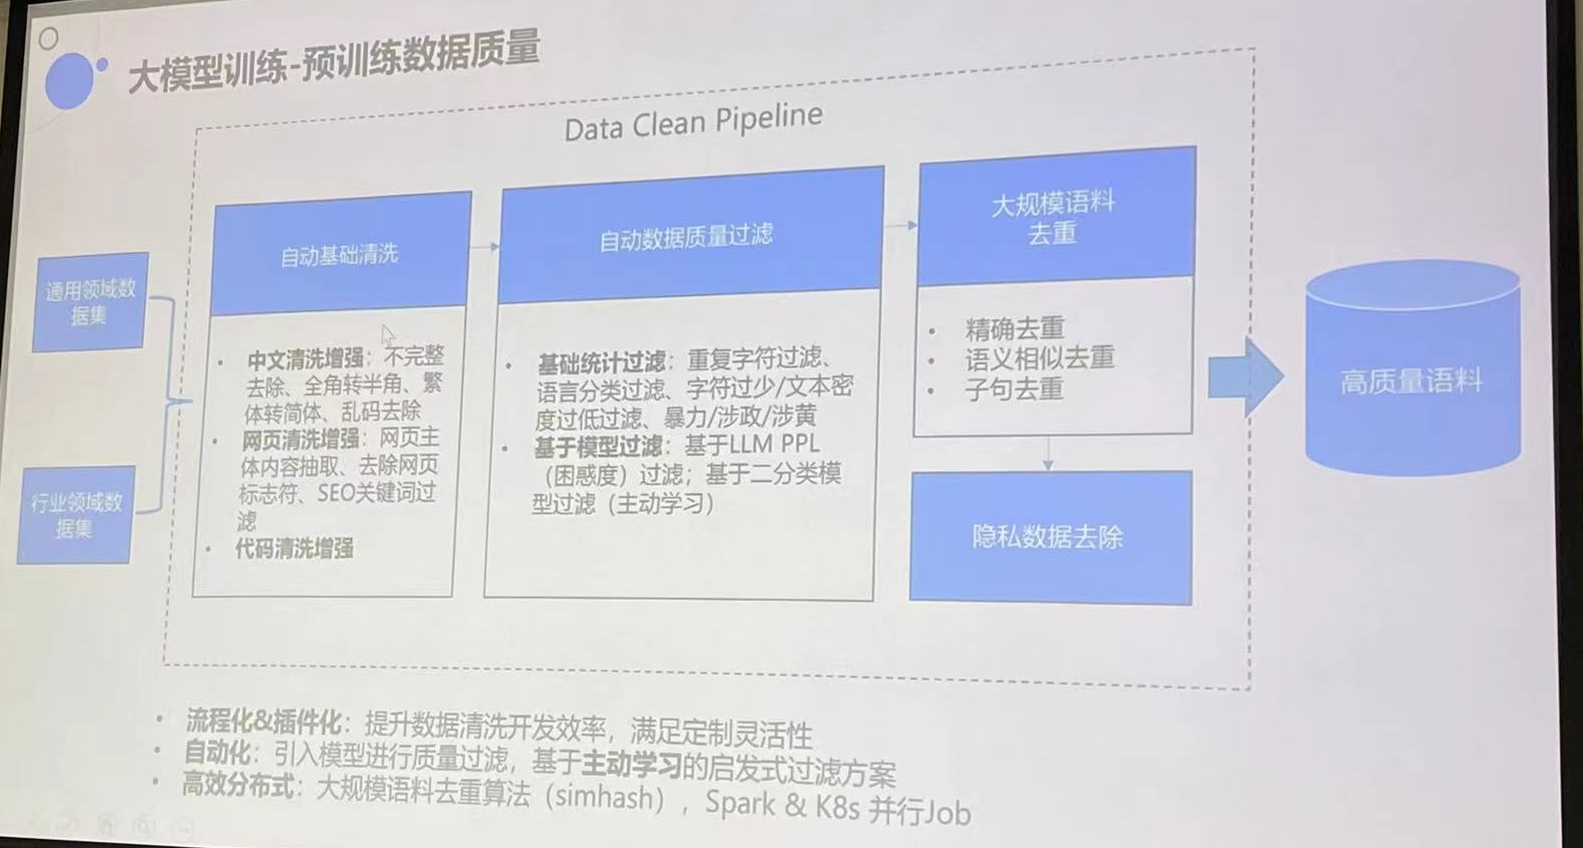 大模型训练-预训练数据质量
Data Clean Pipeline
通用领域数
据集
行业领域数
据集
自动基础清洗
• 中文清洗增强：不完整
去除、全角转半角、繁
体转简体、乱码去除
• 网页清洗增强：网页主
体内容抽取、去除网页
标志符、SEO关键词过
滤
• 代码清洗增强
自动数据质量过滤
• 基础统计过滤：重复字符过滤、
语言分类过滤、字符过少/文本密
度过低过滤、暴力/涉政/涉黄
• 基于模型过滤：基于LLM PPL
（困惑度）过滤；基于二分类模
型过滤（主动学习）
大规模语料
去重
• 精确去重
• 语义相似去重
• 子句去重
隐私数据去除
高质量语料
• 流程化&插件化：提升数据清洗开发效率，满足定制灵活性
• 自动化：引入模型进行质量过滤，基于主动学习的启发式过滤方案
• 高效分布式：大规模语料去重算法（simhash），Spark & K8s 并行Job